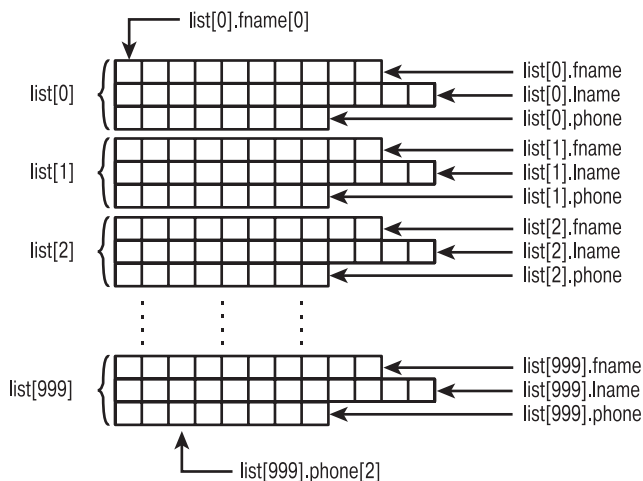 list[0].fname[0]
list[0]
list[0].fname
list[0].lname
list[0].phone
list[1]
list[1].fname
list[1].lname
list[1].phone
list[2]
list[2].fname
list[2].lname
list[2].phone
list[999]
list[999].fname
list[999].lname
list[999].phone
list[999].phone[2]